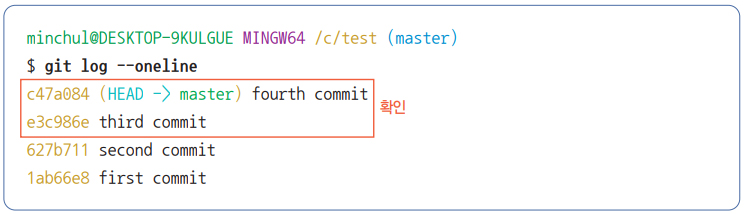 minchul@DESKTOP-9KULGUE MINGW64 /c/test (master)
$ git log --oneline
c47a084 (HEAD -> master) fourth commit
e3c986e third commit
확인
627b711 second commit
1ab66e8 first commit